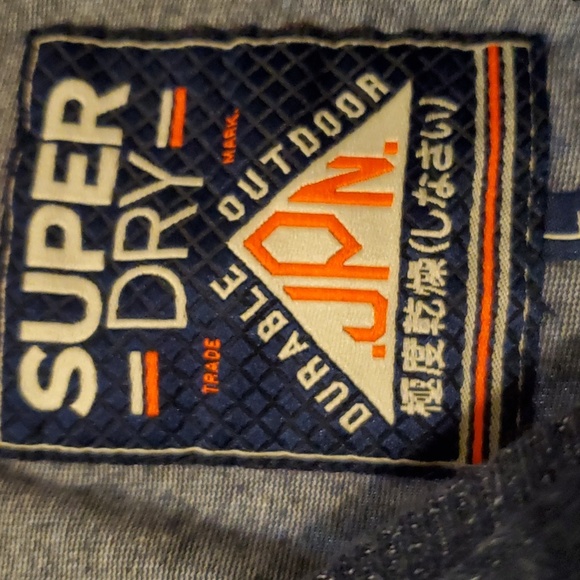 SUPER
DRY
TRADE MARK.
DURABLE OUTDOOR
.JPN.
極度乾燥(しなさい)
L